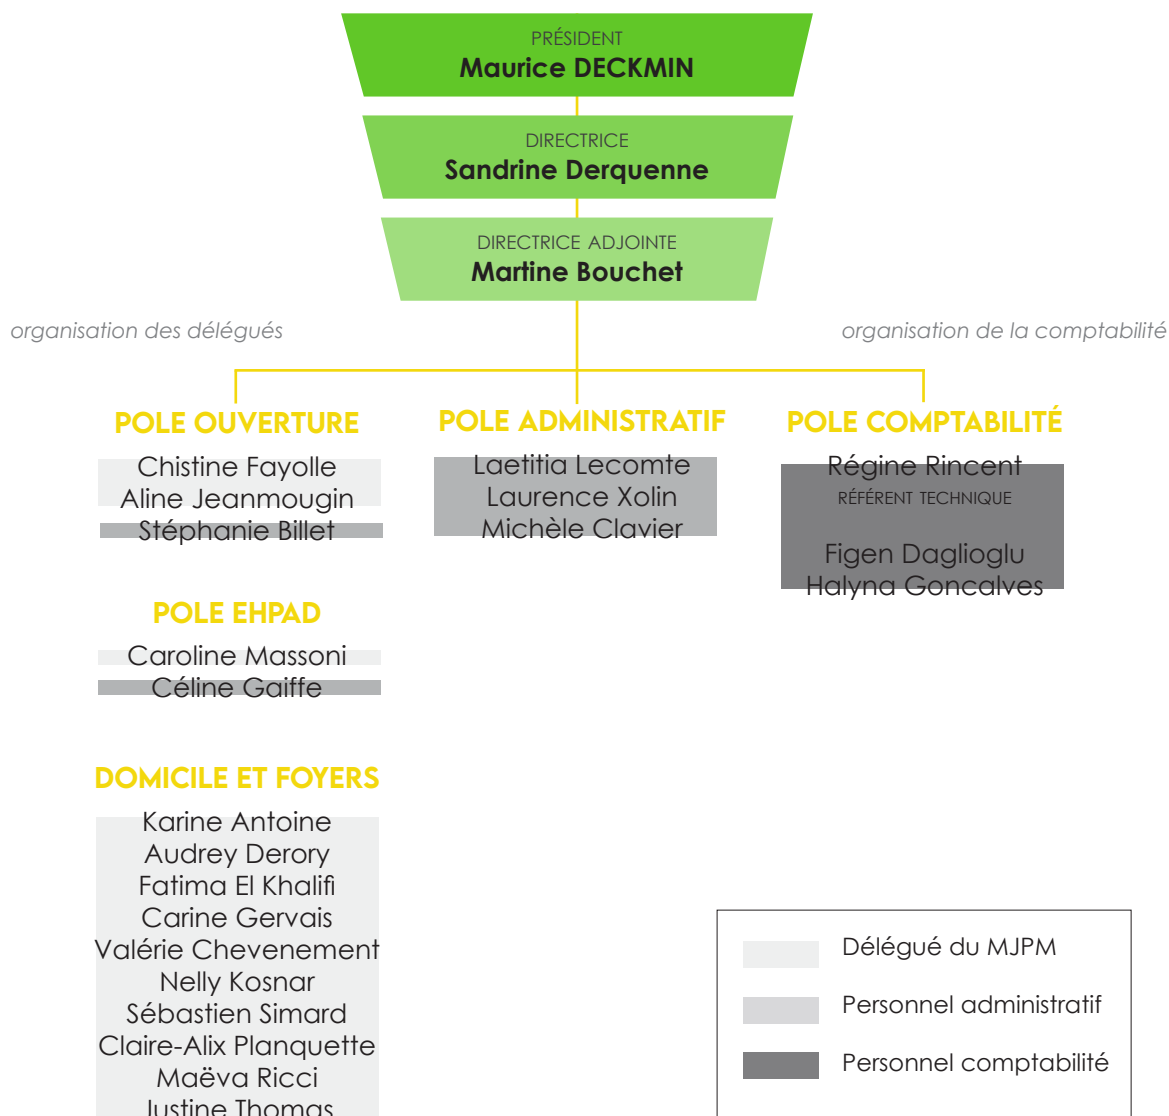 PRÉSIDENT
Maurice DECKMIN
DIRECTRICE
Sandrine Derquenne
DIRECTRICE ADJOINTE
Martine Bouchet
organisation des délégués
organisation de la comptabilité
POLE OUVERTURE
Chistine Fayolle
Aline Jeanmougin
Stéphanie Billet
POLE ADMINISTRATIF
Laetitia Lecomte
Laurence Xolin
Michèle Clavier
POLE COMPTABILITÉ
Régine Rincent
RÉFÉRENT TECHNIQUE
Figen Daglioglu
Halyna Goncalves
POLE EHPAD
Caroline Massoni
Céline Gaiffe
DOMICILE ET FOYERS
Karine Antoine
Audrey Derory
Fatima El Khalifi
Carine Gervais
Valérie Chevenement
Nelly Kosnar
Sébastien Simard
Claire-Alix Planquette
Maëva Ricci
Justine Thomas
Délégué du MJPM
Personnel administratif
Personnel comptabilité